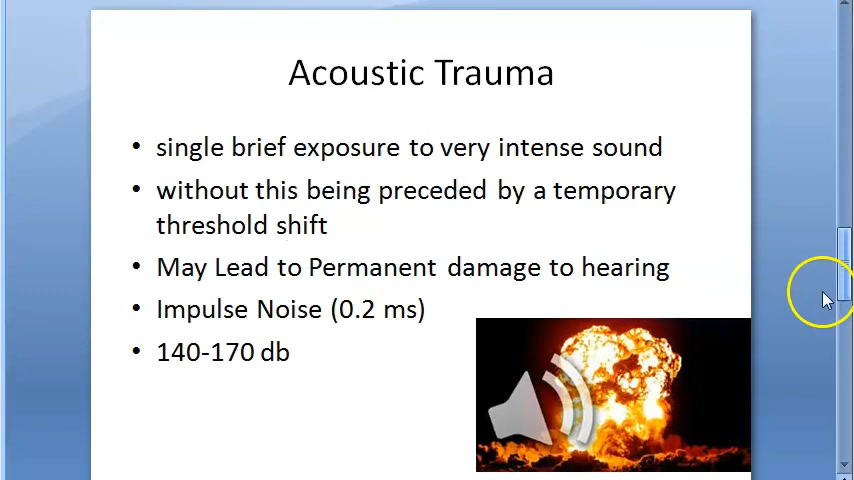 Acoustic Trauma
• single brief exposure to very intense sound
• without this being preceded by a temporary
threshold shift
• May Lead to Permanent damage to hearing
• Impulse Noise (0.2 ms)
• 140-170 db